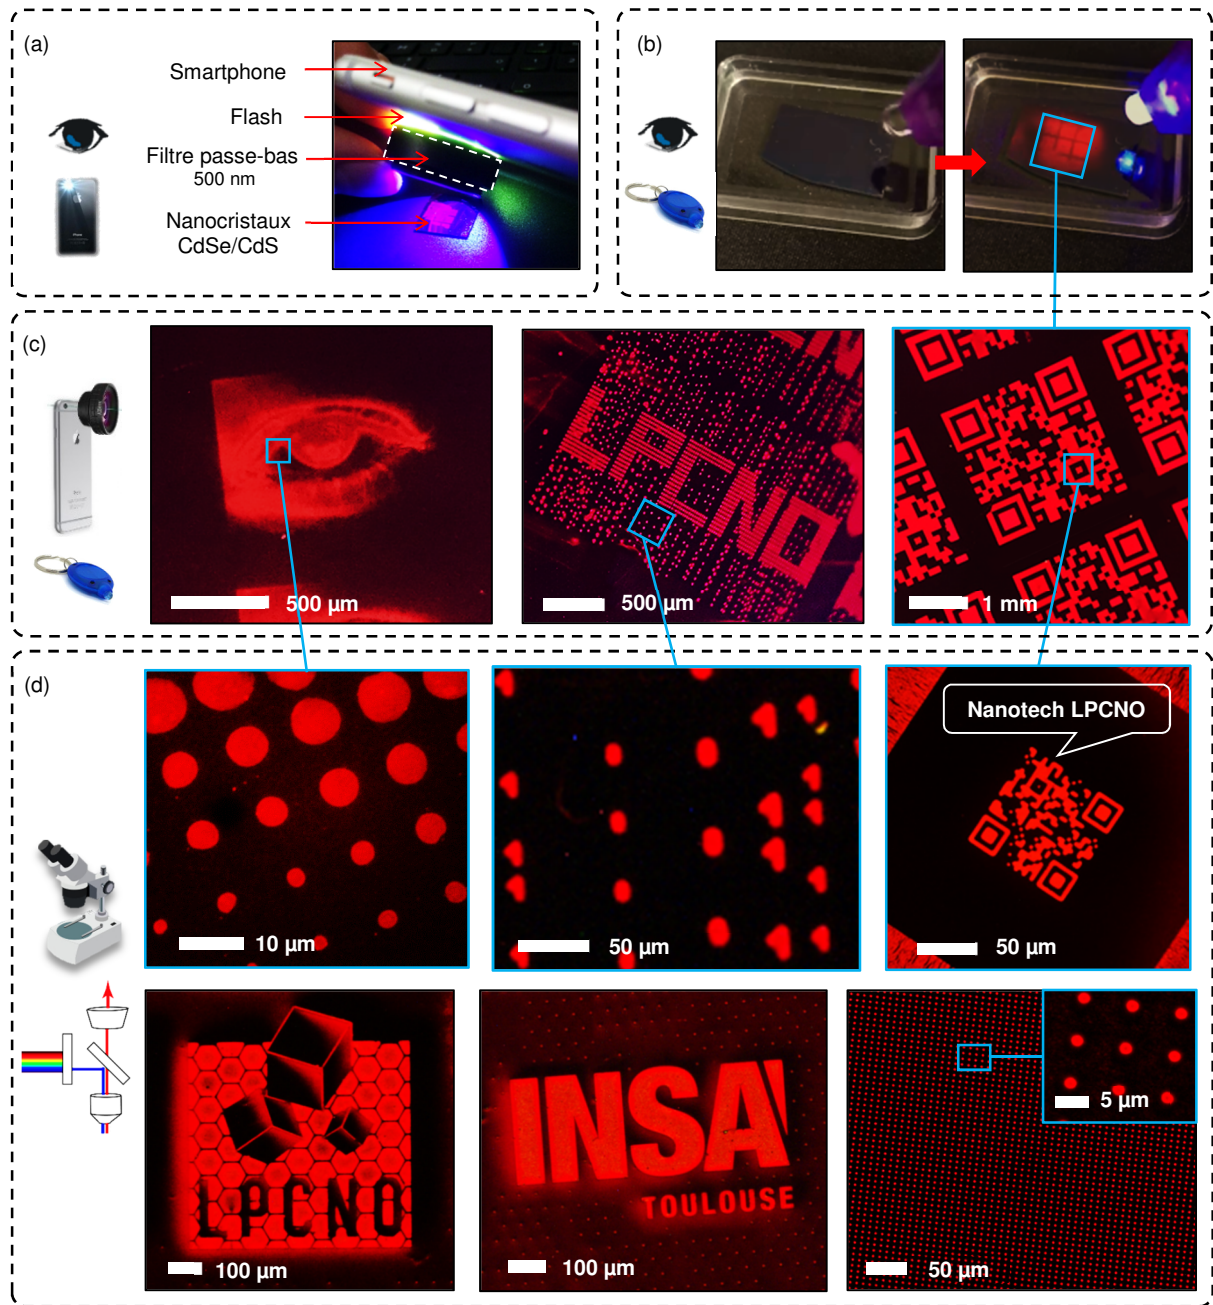 (a)
Smartphone
Flash
Filtre passe-bas
500 nm
Nanocristaux
CdSe/CdS
(b)
(c)
500 µm
LPCNO
500 µm
1 mm
(d)
10 µm
50 µm
Nanotech LPCNO
50 µm
LPCNO
100 µm
INSA
TOULOUSE
100 µm
5 µm
50 µm